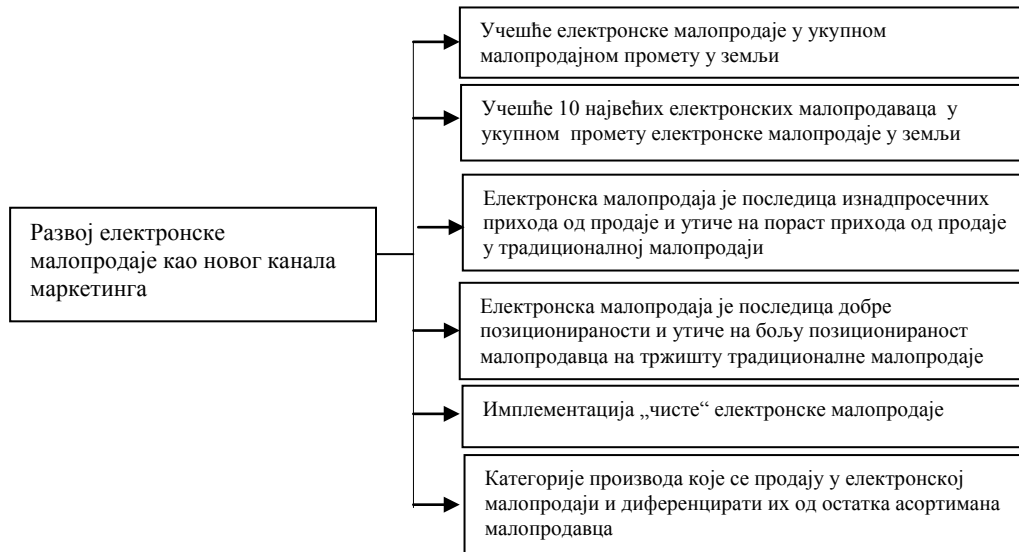 Учешће електронске малопродаје у укупном
малопродајном промету у земљи
Учешће 10 највећих електронских малопродаваца у
укупном промету електронске малопродаје у земљи
Електронска малопродаја је последица изнадпросечних
прихода од продаје и утиче на пораст прихода од продаје
у традиционалној малопродаји
Развој електронске
малопродаје као новог канала
маркетинга
Електронска малопродаја је последица добре
позиционираности и утиче на бољу позиционираност
малопродавца на тржишту традиционалне малопродаје
Имплементација „чисте“ електронске малопродаје
Категорије производа које се продају у електронској
малопродаји и диференцирати их од остатка асортимана
малопродавца